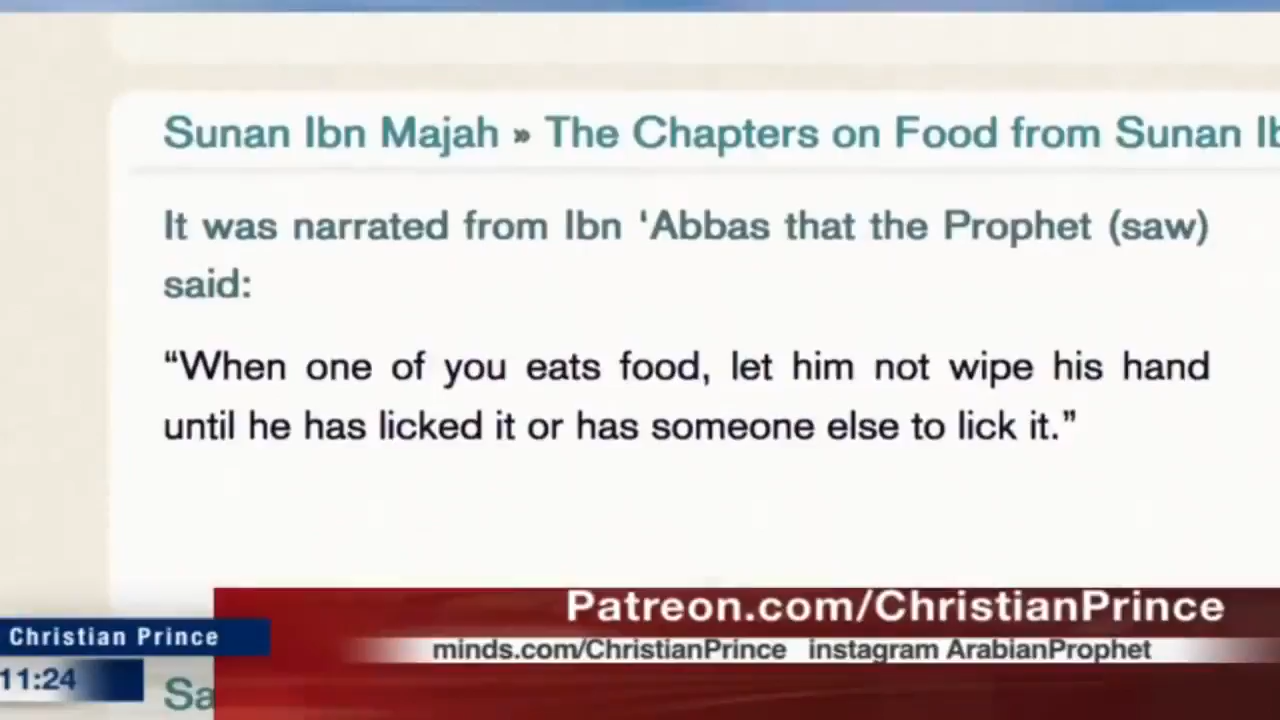 Sunan Ibn Majah » The Chapters on Food from Sunan Ib
It was narrated from Ibn ‘Abbas that the Prophet (saw)
said:
“When one of you eats food, let him not wipe his hand
until he has licked it or has someone else to lick it.”
Patreon.com/ChristianPrince
Christian Prince
minds.com/ChristianPrince instagram ArabianProphet
11:24
Sa